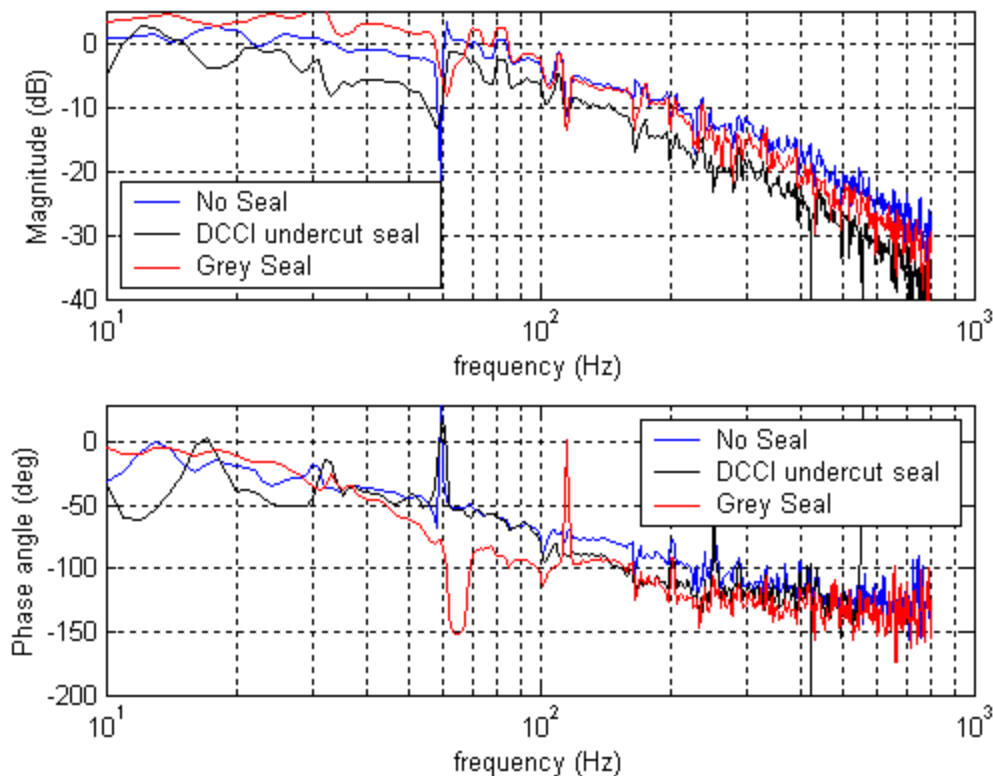 Magnitude (dB)
0
-10
-20
-30
-40
No Seal
DCCI undercut seal
Grey Seal
10^1
10^2
10^3
frequency (Hz)
Phase angle (deg)
0
-50
-100
-150
-200
No Seal
DCCI undercut seal
Grey Seal
10^1
10^2
10^3
frequency (Hz)